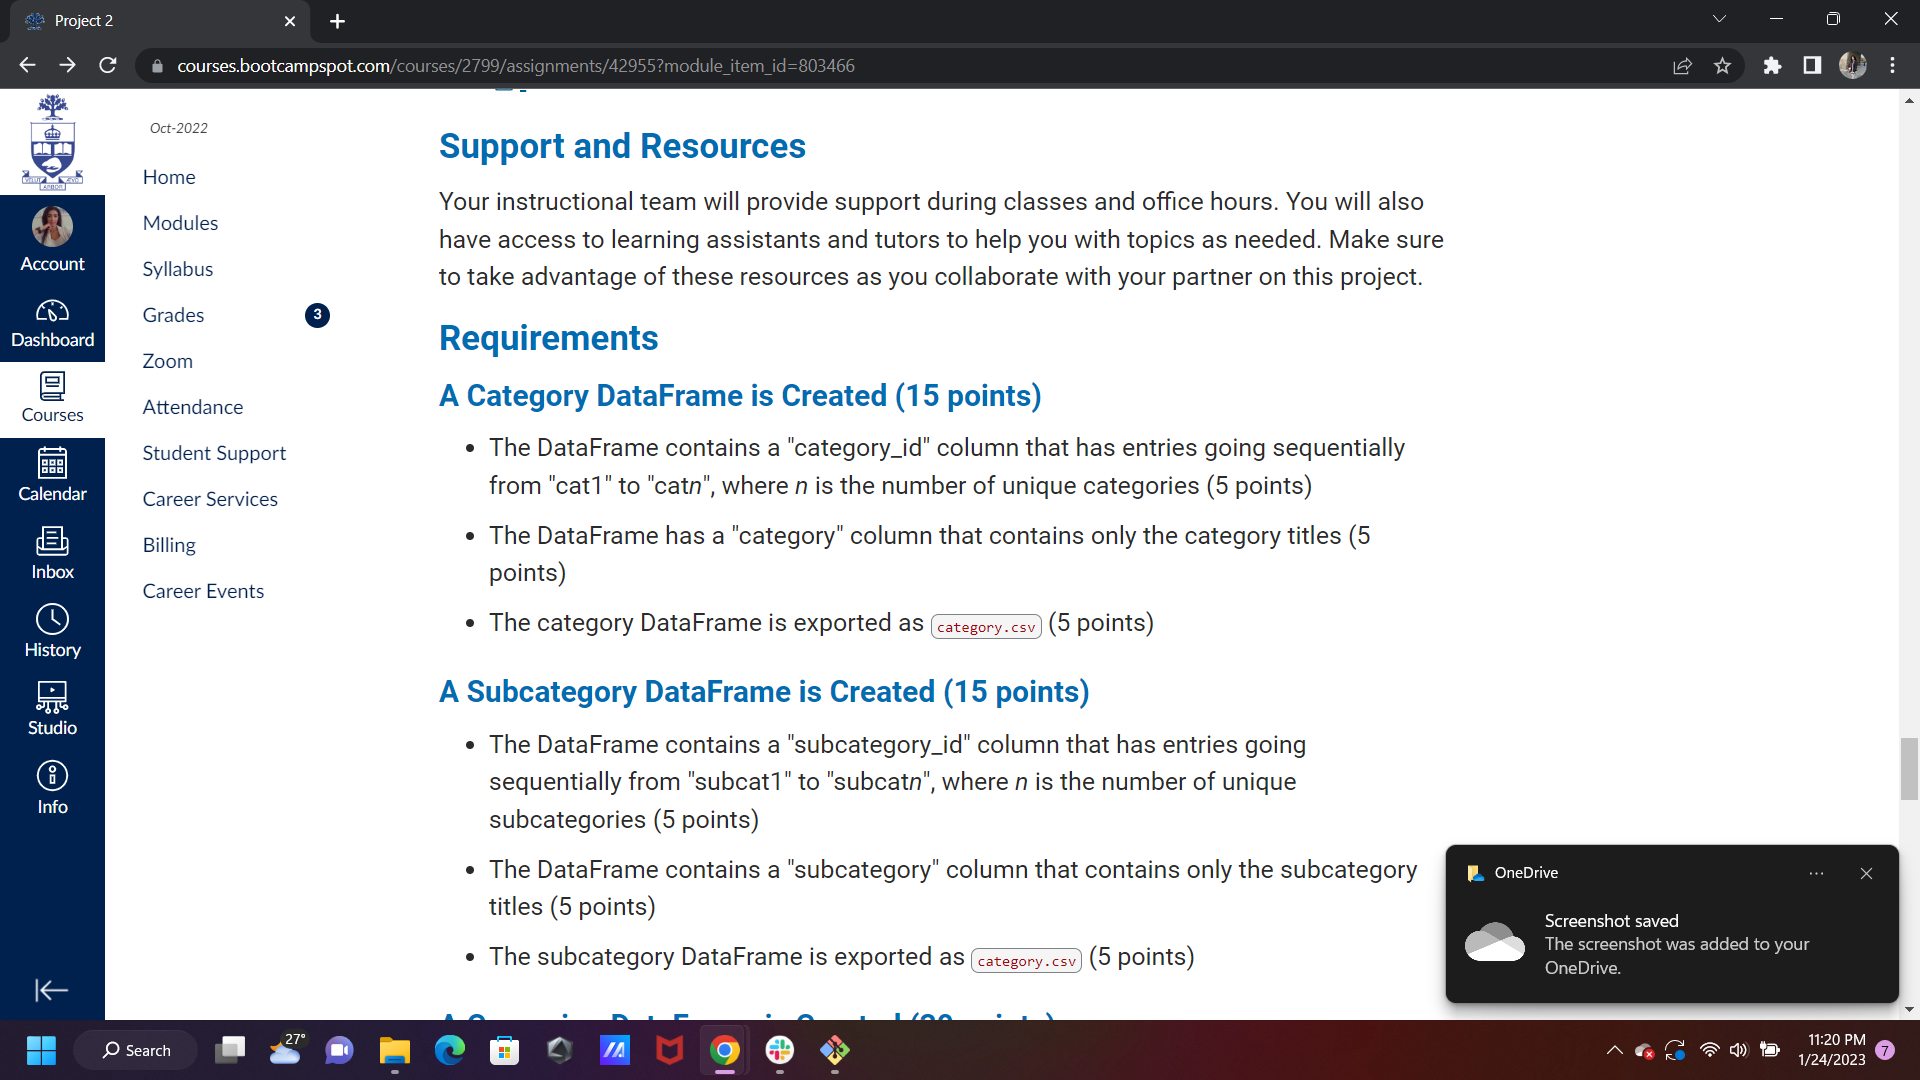 Project 2
courses.bootcampspot.com/courses/2799/assignments/42955?module_item_id=803466
Oct-2022
Home
Modules
Syllabus
Grades 3
Zoom
Attendance
Student Support
Career Services
Billing
Career Events
Account
Dashboard
Courses
Calendar
Inbox
History
Studio
Info
Support and Resources
Your instructional team will provide support during classes and office hours. You will also
have access to learning assistants and tutors to help you with topics as needed. Make sure
to take advantage of these resources as you collaborate with your partner on this project.
Requirements
A Category DataFrame is Created (15 points)
• The DataFrame contains a "category_id" column that has entries going sequentially
from "cat1" to "catn", where n is the number of unique categories (5 points)
• The DataFrame has a "category" column that contains only the category titles (5
points)
• The category DataFrame is exported as category.csv (5 points)
A Subcategory DataFrame is Created (15 points)
• The DataFrame contains a "subcategory_id" column that has entries going
sequentially from "subcat1" to "subcatn", where n is the number of unique
subcategories (5 points)
• The DataFrame contains a "subcategory" column that contains only the subcategory
titles (5 points)
• The subcategory DataFrame is exported as category.csv (5 points)
OneDrive
Screenshot saved
The screenshot was added to your
OneDrive.
Search
27°
11:20 PM
1/24/2023
7